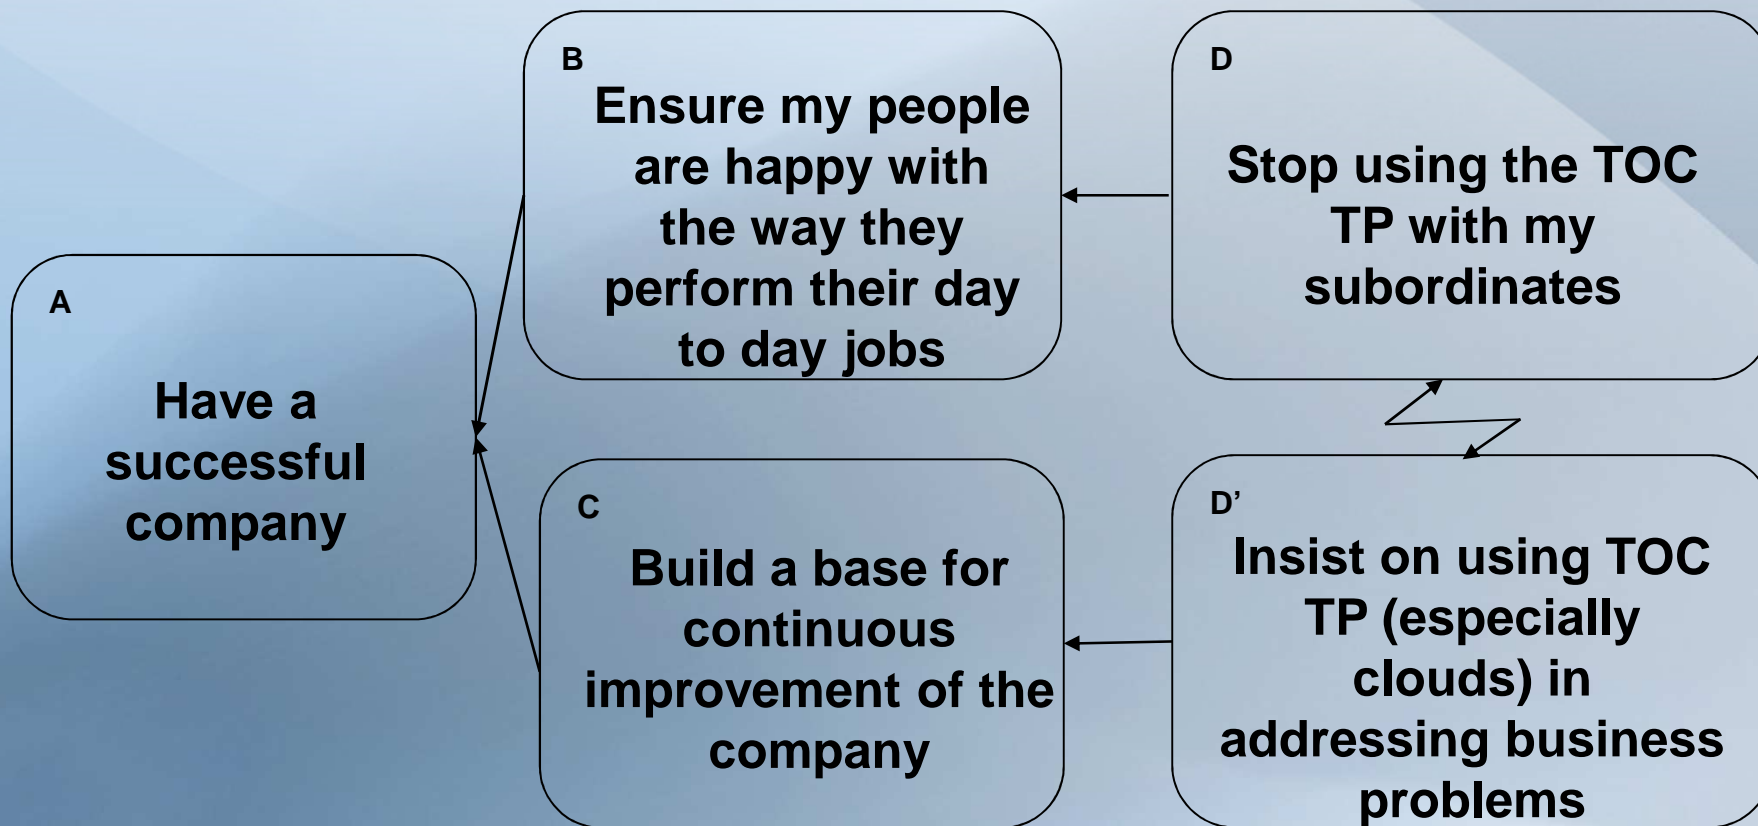 A
Have a
successful
company
B
Ensure my people
are happy with
the way they
perform their day
to day jobs
C
Build a base for
continuous
improvement of the
company
D
Stop using the TOC
TP with my
subordinates
D’
Insist on using TOC
TP (especially
clouds) in
addressing business
problems